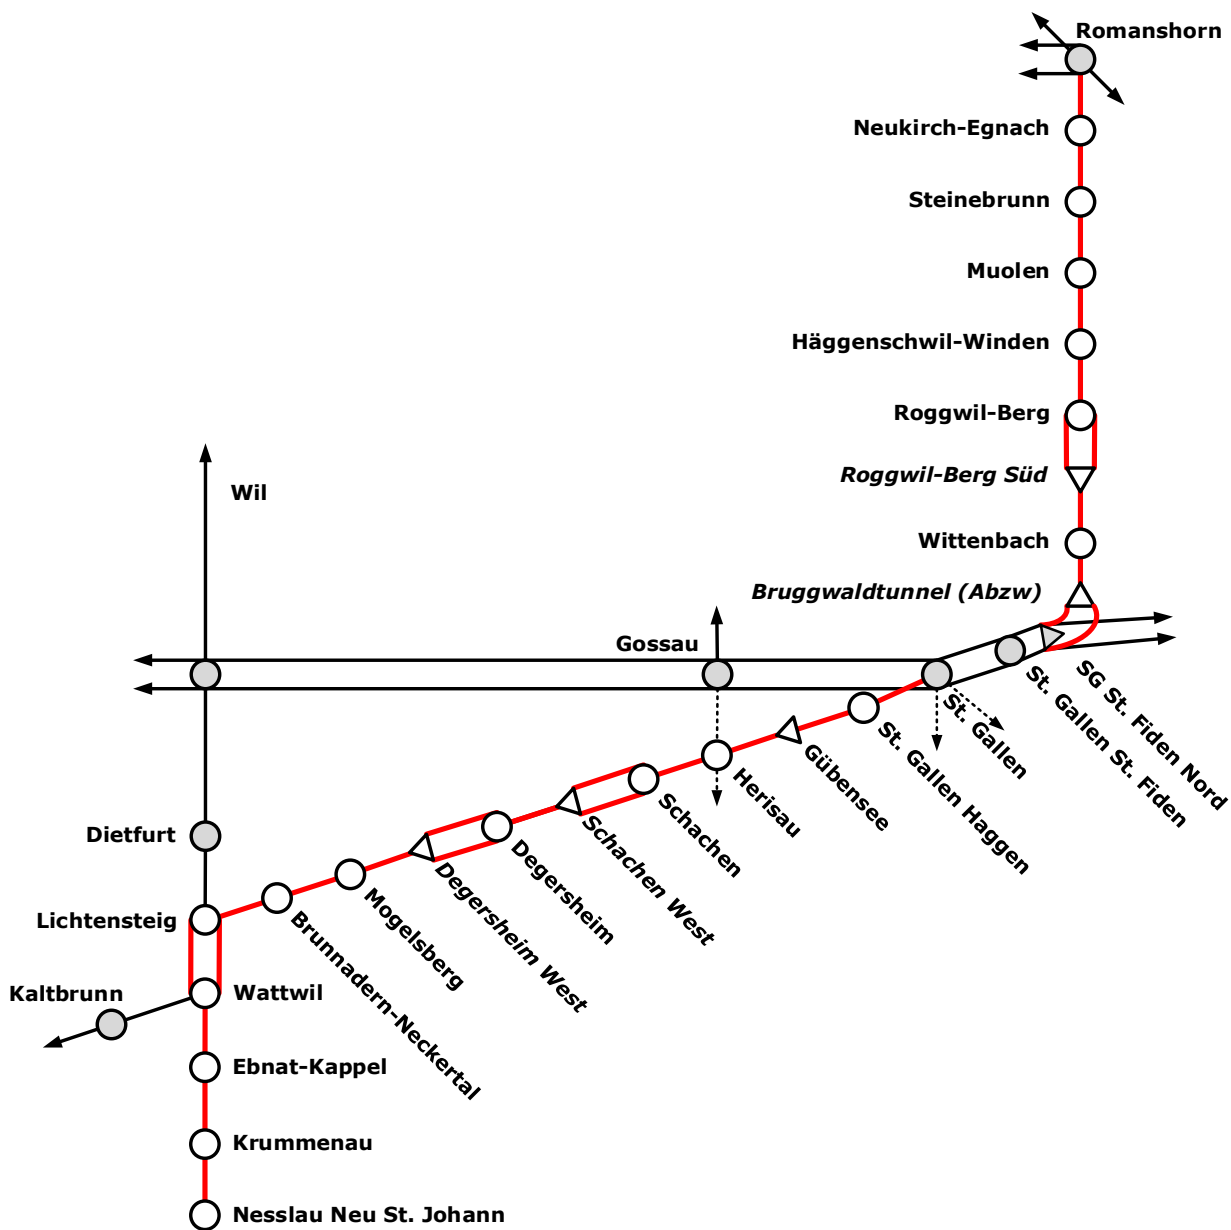 Romanshorn
Neukirch-Egnach
Steinebrunn
Muolen
Häggenschwil-Winden
Roggwil-Berg
Roggwil-Berg Süd
Wil
Wittenbach
Bruggwaldtunnel (Abzw)
Gossau
SG St. Fiden Nord
St. Gallen St. Fiden
St. Gallen
St. Gallen Haggen
Gübensee
Herisau
Schachen
Schachen West
Degersheim
Degersheim West
Mogelsberg
Brunnadern-Neckertal
Dietfurt
Lichtensteig
Kaltbrunn
Wattwil
Ebnat-Kappel
Krummenau
Nesslau Neu St. Johann